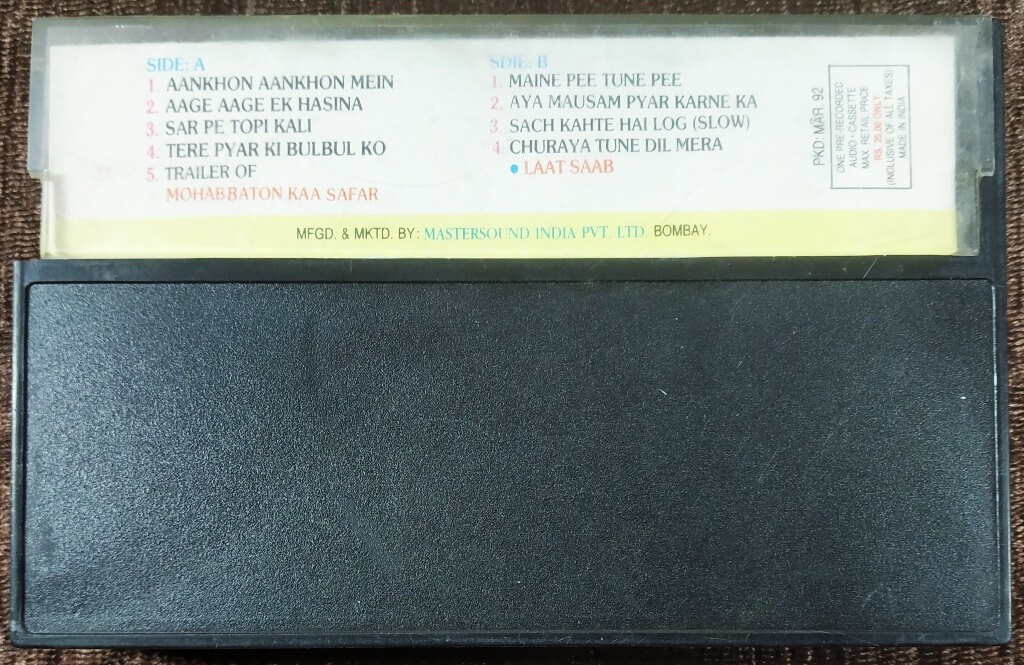 SIDE: A
1. AANKHON AANKHON MEIN
2. AAGE AAGE EK HASINA
3. SAR PE TOPI KALI
4. TERE PYAR KI BULBUL KO
5. TRAILER OF
MOHABBATON KAA SAFAR
SDIE: B
1. MAINE PEE TUNE PEE
2. AYA MAUSAM PYAR KARNE KA
3. SACH KAHTE HAI LOG (SLOW)
4 CHURAYA TUNE DIL MERA
• LAAT SAAB
PKD: MAR. 92
ONE PRE-RECORDED
AUDIO • CASSETTE
MAX RETAIL PRICE
RS. 25.00 ONLY
(INCLUSIVE OF ALL TAXES)
MADE IN INDIA
MFGD. & MKTD. BY: MASTERSOUND INDIA PVT. LTD. BOMBAY.